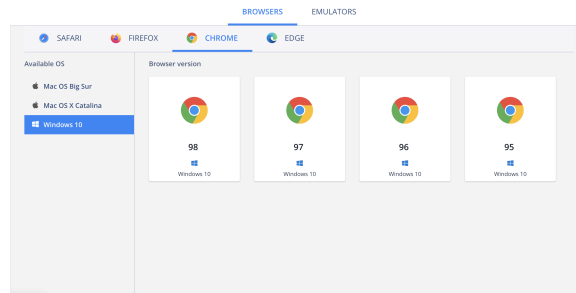 BROWSERS EMULATORS
SAFARI FIREFOX CHROME EDGE
Available OS
Mac OS Big Sur
Mac OS X Catalina
Windows 10
Browser version
98 97 96 95
Windows 10 Windows 10 Windows 10 Windows 10